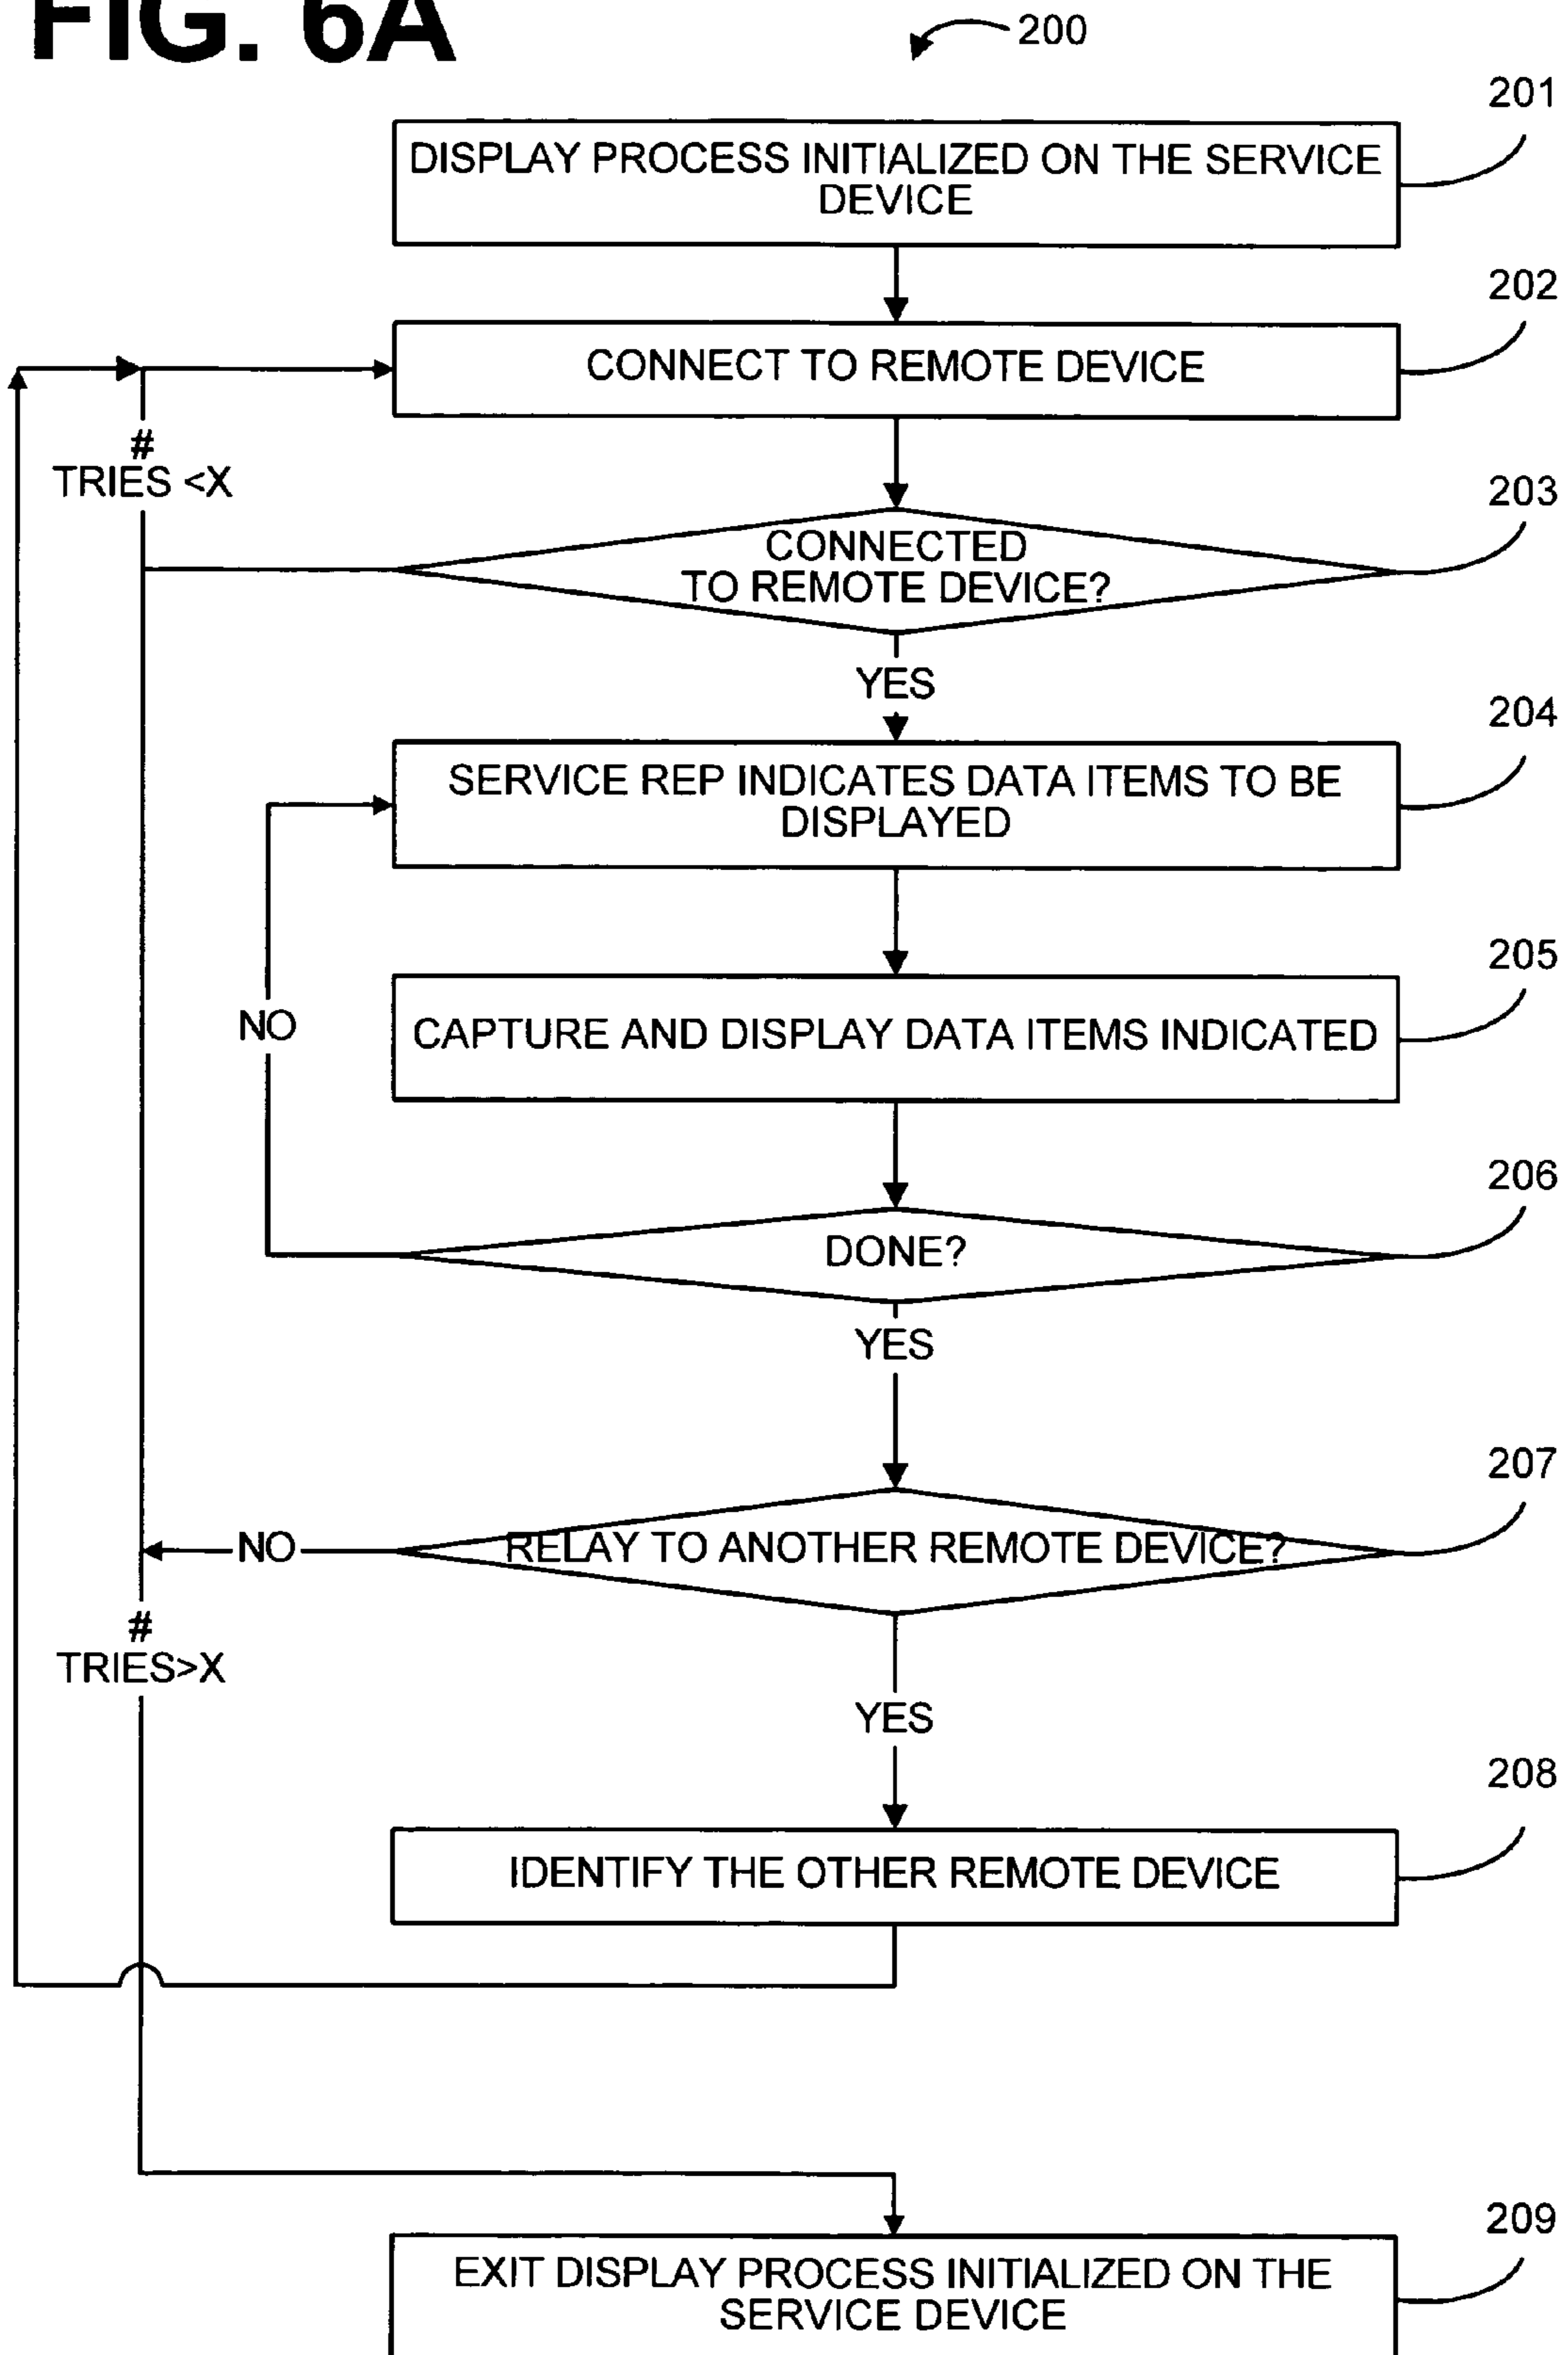 FIG. 6A
200
201
DISPLAY PROCESS INITIALIZED ON THE SERVICE
DEVICE
202
CONNECT TO REMOTE DEVICE
#
TRIES <X
203
CONNECTED
TO REMOTE DEVICE?
YES
204
SERVICE REP INDICATES DATA ITEMS TO BE
DISPLAYED
205
NO
CAPTURE AND DISPLAY DATA ITEMS INDICATED
206
DONE?
YES
207
NO
RELAY TO ANOTHER REMOTE DEVICE?
#
TRIES>X
YES
208
IDENTIFY THE OTHER REMOTE DEVICE
209
EXIT DISPLAY PROCESS INITIALIZED ON THE
SERVICE DEVICE